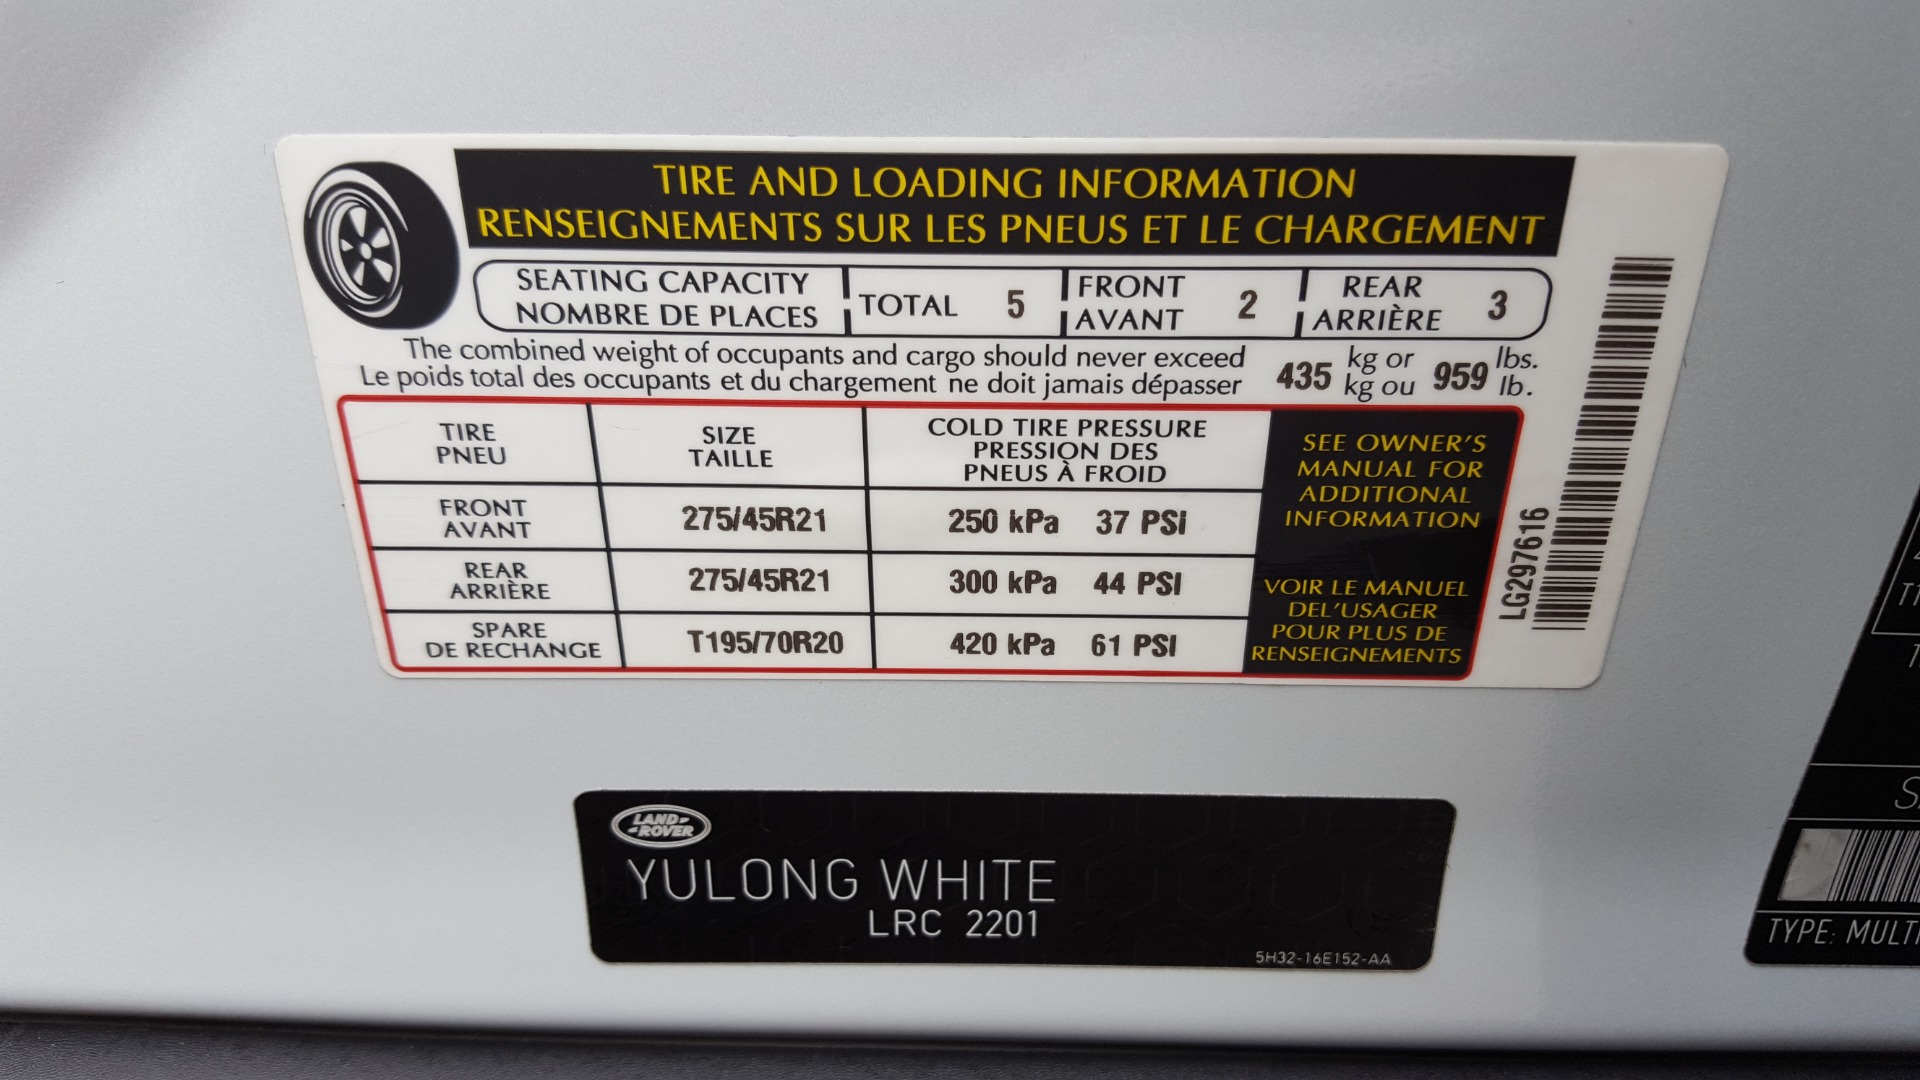 TIRE AND LOADING INFORMATION
RENSEIGNEMENTS SUR LES PNEUS ET LE CHARGEMENT
SEATING CAPACITY
NOMBRE DE PLACES
TOTAL 5
FRONT
AVANT
2
REAR
ARRIÈRE
3
The combined weight of occupants and cargo should never exceed
Le poids total des occupants et du chargement ne doit jamais dépasser
435
kg or
kg ou
959
lbs.
lb.
TIRE
PNEU
SIZE
TAILLE
COLD TIRE PRESSURE
PRESSION DES
PNEUS À FROID
FRONT
AVANT
275/45R21
250 kPa 37 PSi
REAR
ARRIÈRE
275/45R21
300 kPa 44 PSI
SPARE
DE RECHANGE
T195/70R20
420 kPa 61 PSI
SEE OWNER'S
MANUAL FOR
ADDITIONAL
INFORMATION
VOIR LE MANUEL
DEL'USAGER
POUR PLUS DE
RENSEIGNEMENTS
LG297616
LAND-
-ROVER
YULONG WHITE
LRC 2201
5H32-16E152-AA
TYPE: